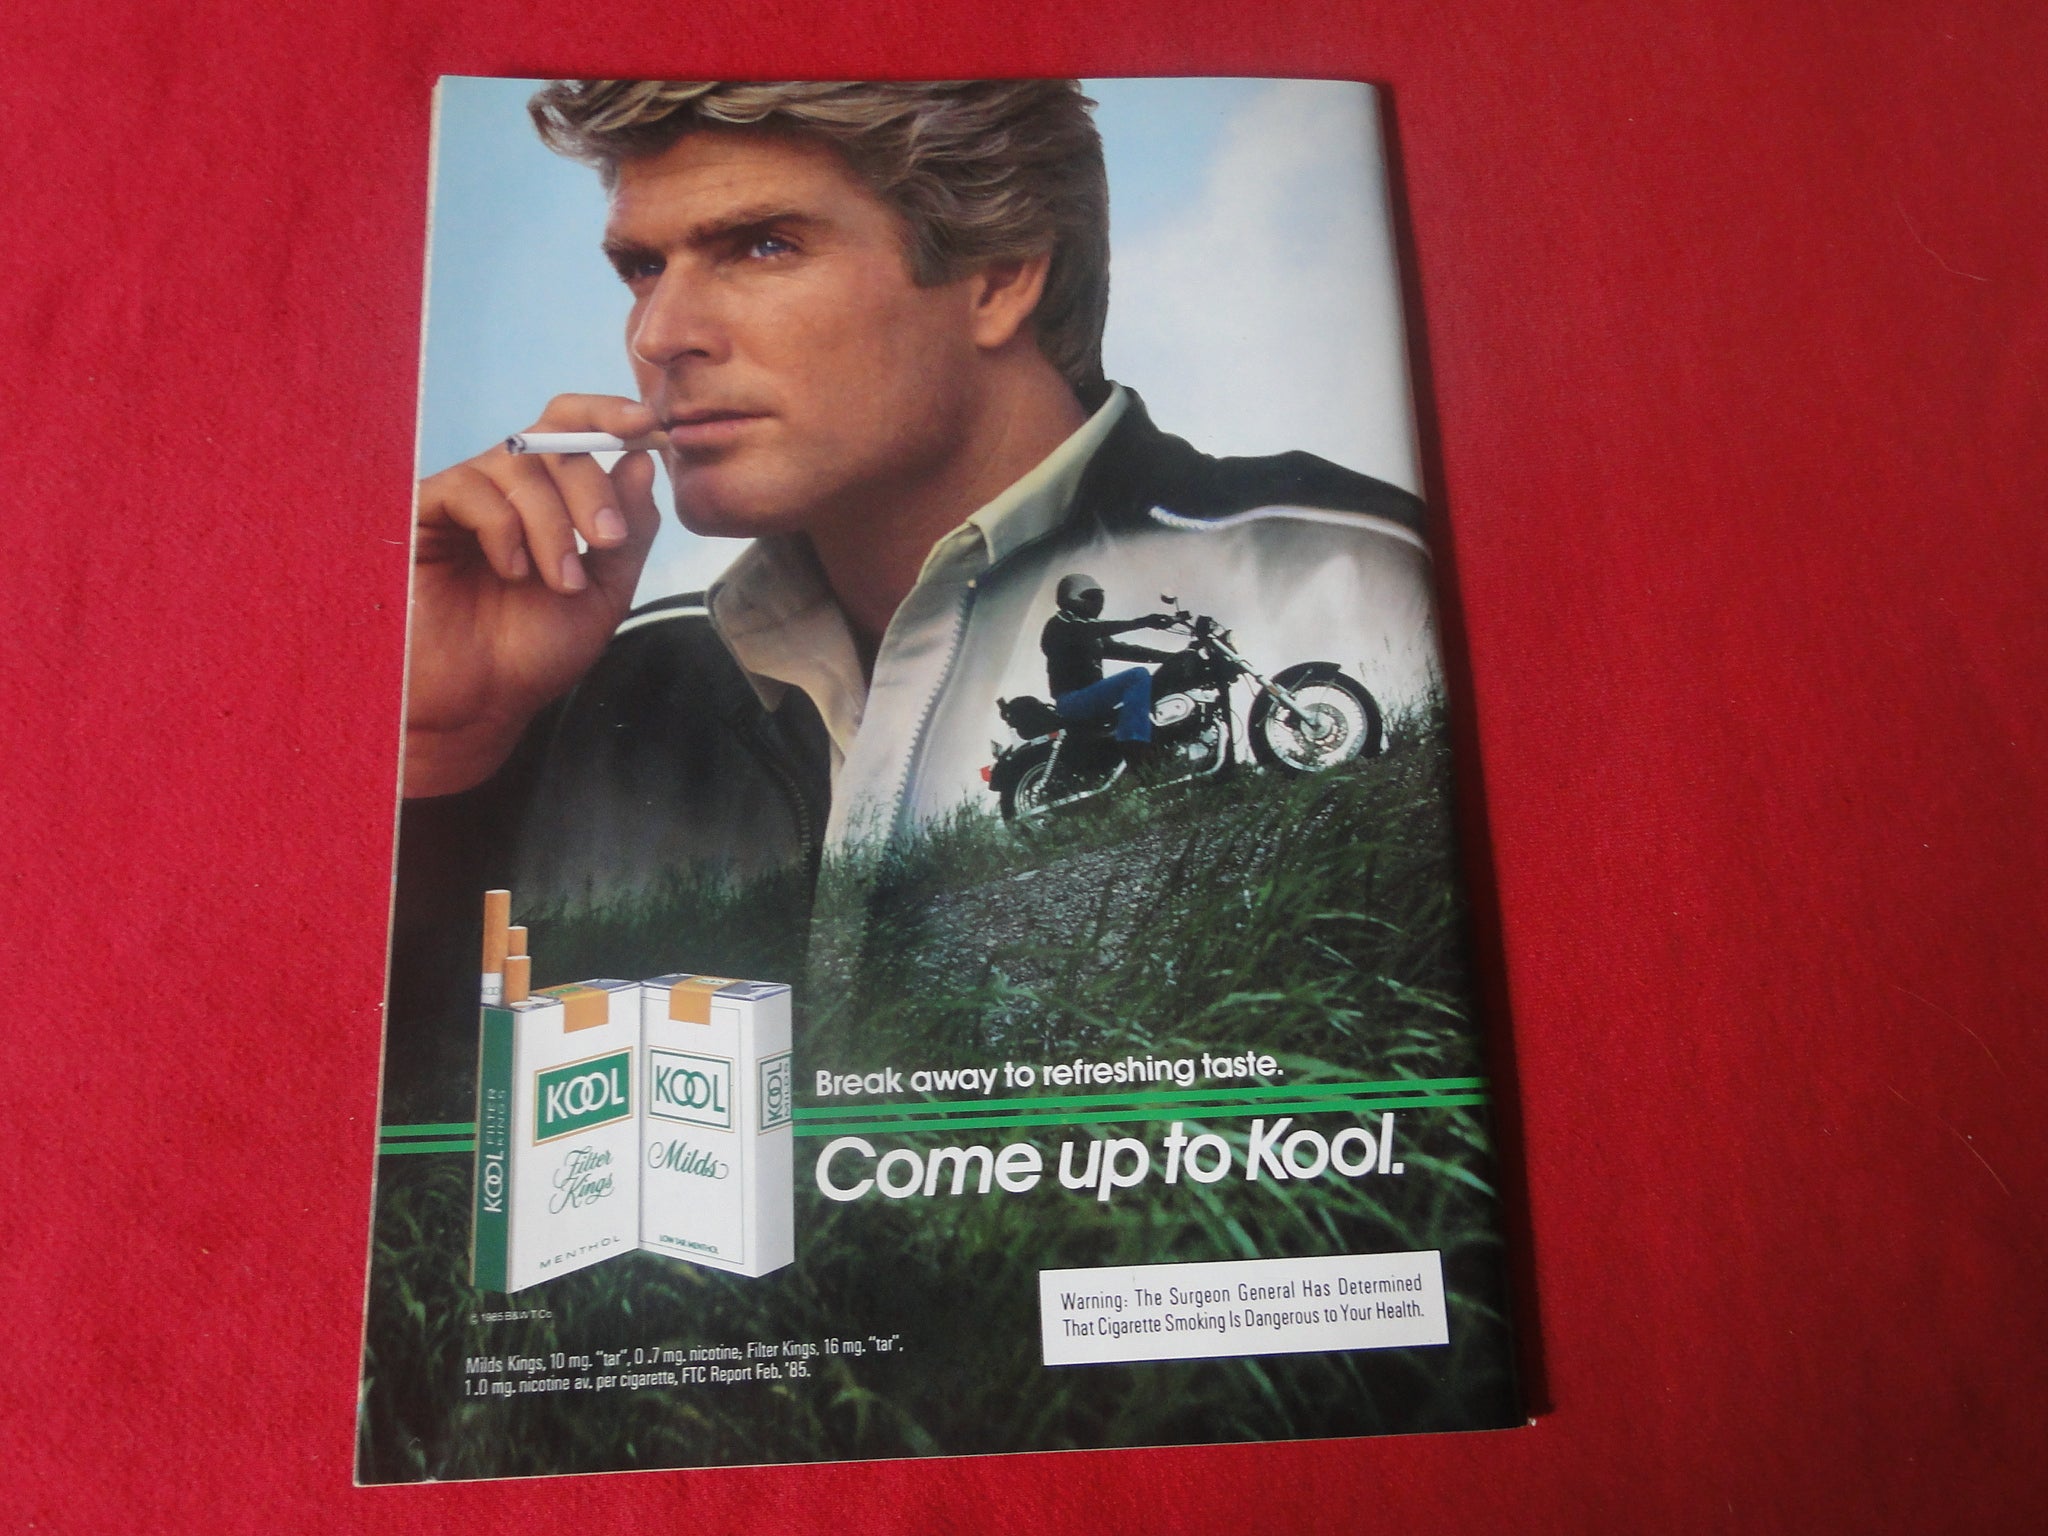 KOOL
KOOL FILTER KINGS
KOOL
Filter
Kings
MENTHOL
KOOL
Milds
LOW TAR MENTHOL
KOOL
MILDS
Break away to refreshing taste.
Come up to Kool.
© 1985 B&W T Co
Milds Kings, 10 mg. "tar", 0.7 mg. nicotine; Filter Kings, 16 mg. "tar",
1.0 mg. nicotine av. per cigarette, FTC Report Feb. '85.
Warning: The Surgeon General Has Determined
That Cigarette Smoking Is Dangerous to Your Health.